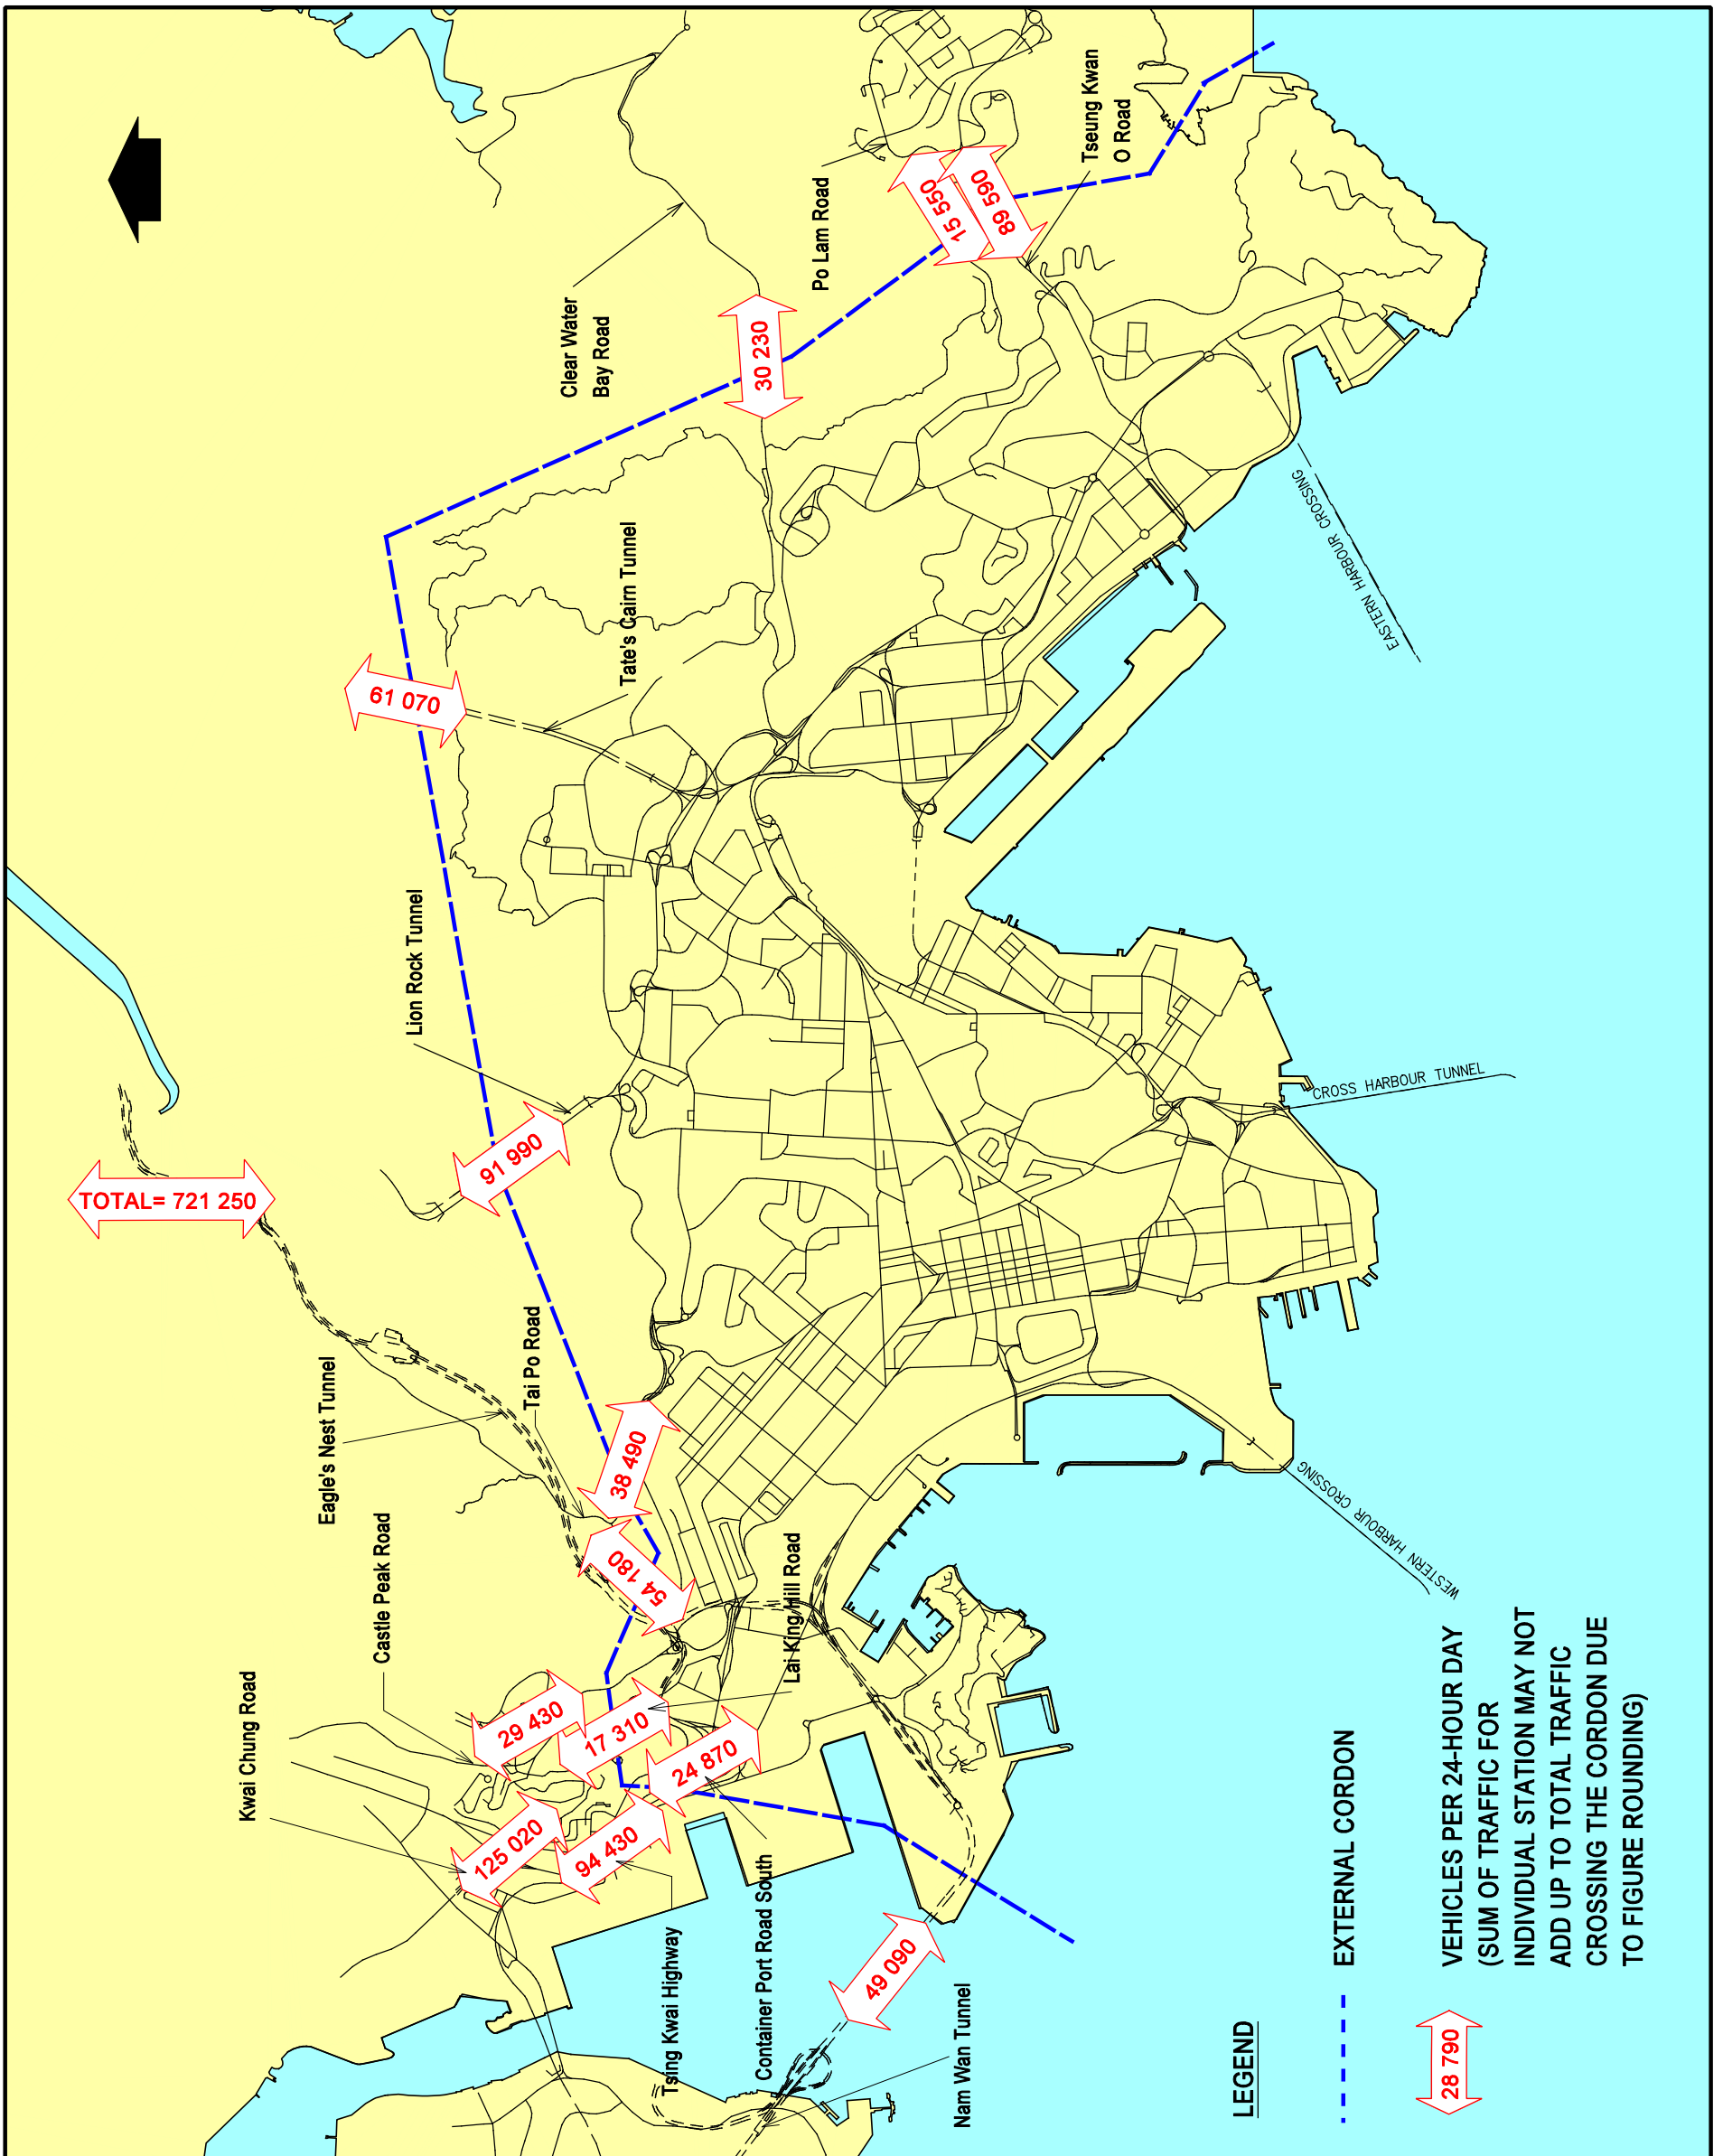 Kwai Chung Road
Castle Peak Road
Eagle's Nest Tunnel
Tai Po Road
Lion Rock Tunnel
Tate's Cairn Tunnel
Clear Water
Bay Road
Po Lam Road
Tseung Kwan
O Road
TOTAL= 721 250
125 020
94 430
29 430
17 310
24 870
54 180
38 490
91 990
61 070
30 230
15 550
89 590
49 090
Lai King Hill Road
Tsing Kwai Highway
Container Port Road South
Nam Wan Tunnel
WESTERN HARBOUR CROSSING
CROSS HARBOUR TUNNEL
EASTERN HARBOUR CROSSING
LEGEND
EXTERNAL CORDON
28 790
VEHICLES PER 24-HOUR DAY
(SUM OF TRAFFIC FOR
INDIVIDUAL STATION MAY NOT
ADD UP TO TOTAL TRAFFIC
CROSSING THE CORDON DUE
TO FIGURE ROUNDING)